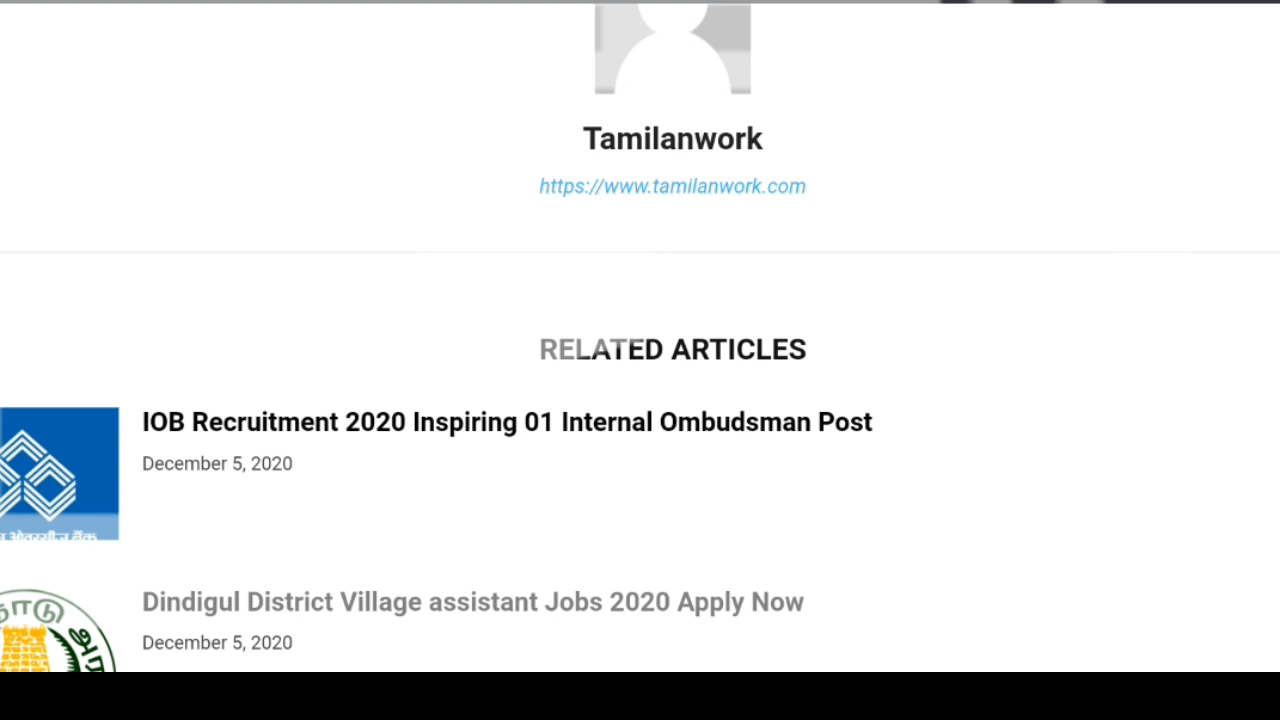 Tamilanwork
https://www.tamilanwork.com
RELATED ARTICLES
IOB Recruitment 2020 Inspiring 01 Internal Ombudsman Post
December 5, 2020
ओवरसीज बैंक
Dindigul District Village assistant Jobs 2020 Apply Now
December 5, 2020